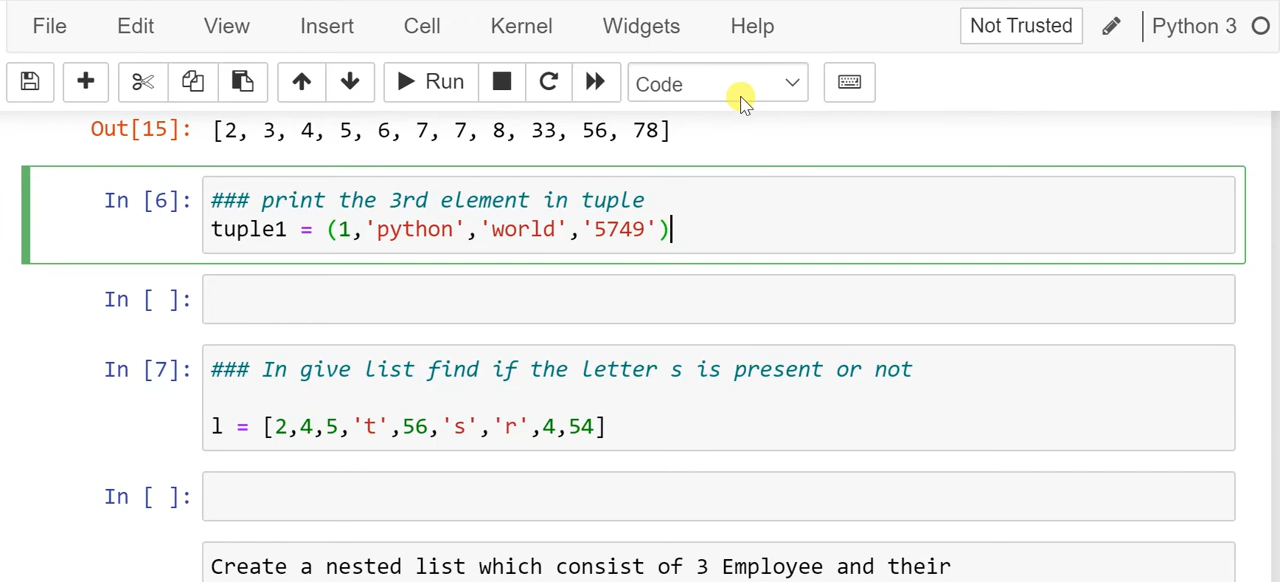 File Edit View Insert Cell Kernel Widgets Help Not Trusted Python 3
Run Code
Out[15]: [2, 3, 4, 5, 6, 7, 7, 8, 33, 56, 78]
In [6]: ### print the 3rd element in tuple
tuple1 = (1,'python','world','5749')
In [ ]:
In [7]: ### In give list find if the letter s is present or not
l = [2,4,5,'t',56,'s','r',4,54]
In [ ]:
Create a nested list which consist of 3 Employee and their